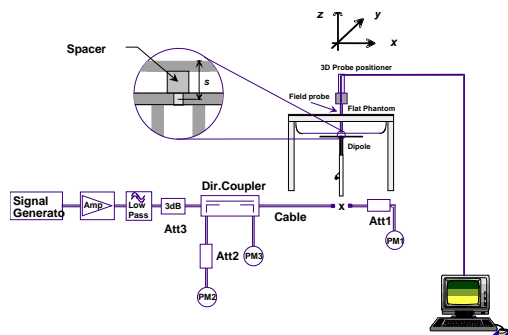 z
y
x
Spacer
s
3D Probe positioner
Field probe
Flat Phantom
Dipole
Signal
Generato
Amp
Low
Pass
3dB
Att3
Dir.Coupler
Cable
x
Att1
PM1
Att2
PM3
PM2